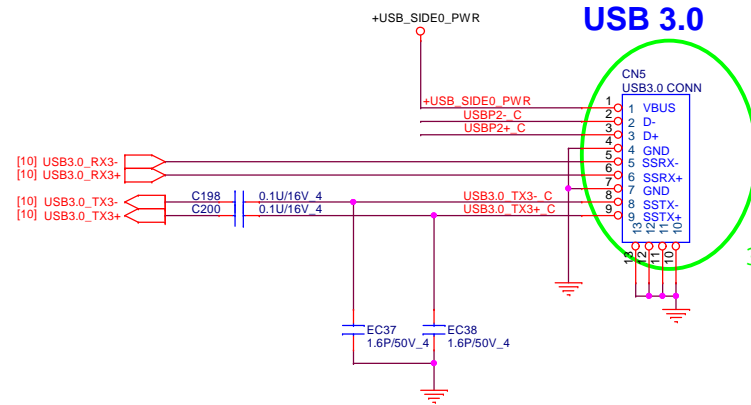 USB 3.0
+USB_SIDE0_PWR
CN5
USB3.0 CONN
+USB_SIDE0_PWR 1 1 VBUS
USBP2-_C 2 2 D-
USBP2+_C 3 3 D+
4 4 GND
[10] USB3.0_RX3- 5 5 SSRX-
[10] USB3.0_RX3+ 6 6 SSRX+
7 7 GND
[10] USB3.0_TX3- C198 0.1U/16V_4 USB3.0_TX3-_C 8 8 SSTX-
[10] USB3.0_TX3+ C200 0.1U/16V_4 USB3.0_TX3+_C 9 9 SSTX+
13 12 11 10
13 12 11 10
EC37 EC38
1.6P/50V_4 1.6P/50V_4